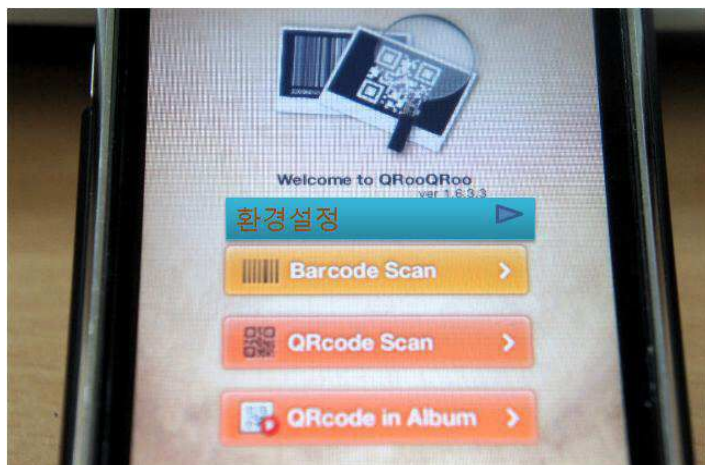 Welcome to QRooQRoo
ver 1.6.3.3
환경설정
Barcode Scan
QRcode Scan
QRcode in Album